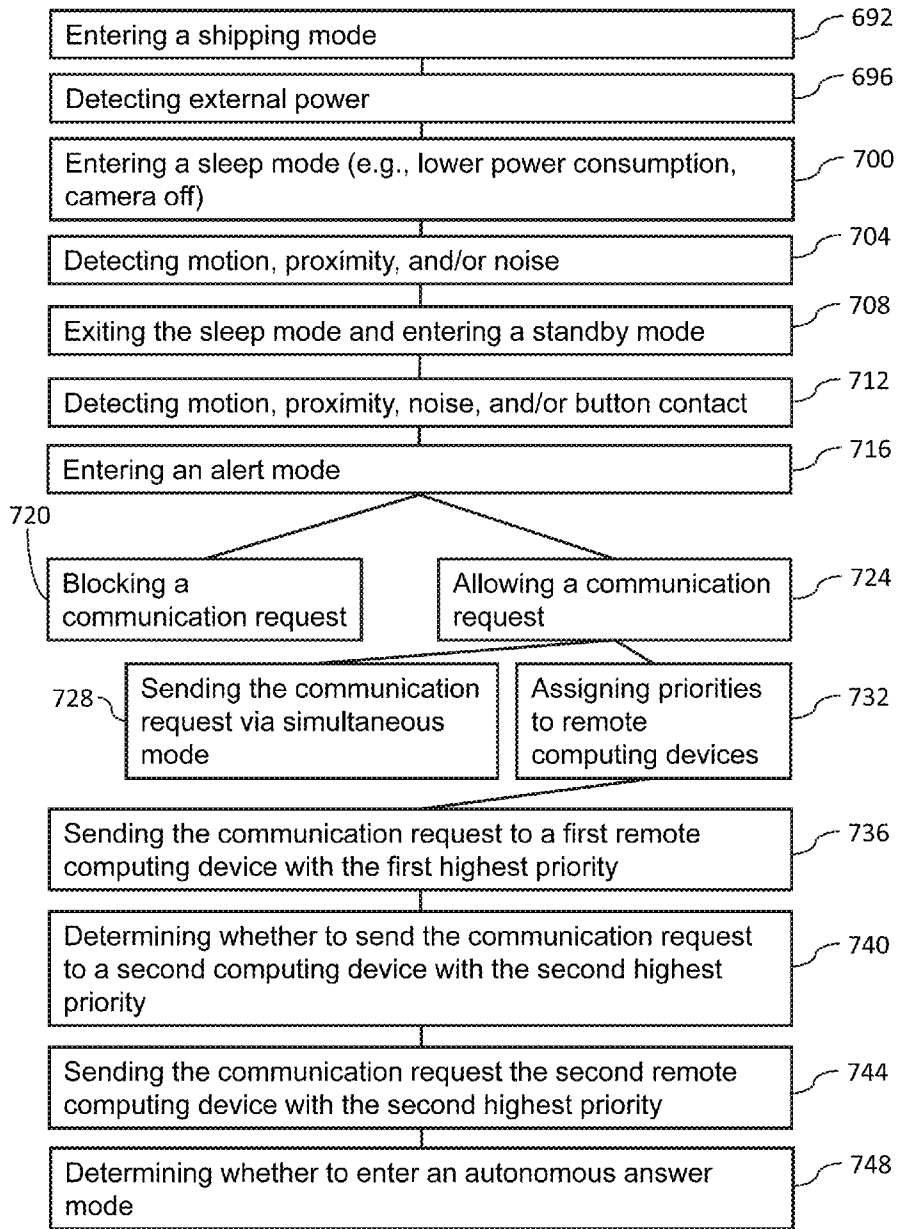 Entering a shipping mode
692
Detecting external power
696
Entering a sleep mode (e.g., lower power consumption,
camera off)
700
Detecting motion, proximity, and/or noise
704
Exiting the sleep mode and entering a standby mode
708
Detecting motion, proximity, noise, and/or button contact
712
Entering an alert mode
716
720
Blocking a
communication request
Allowing a communication
request
724
728
Sending the communication
request via simultaneous
mode
Assigning priorities
to remote
computing devices
732
Sending the communication request to a first remote
computing device with the first highest priority
736
Determining whether to send the communication request
to a second computing device with the second highest
priority
740
Sending the communication request the second remote
computing device with the second highest priority
744
Determining whether to enter an autonomous answer
mode
748